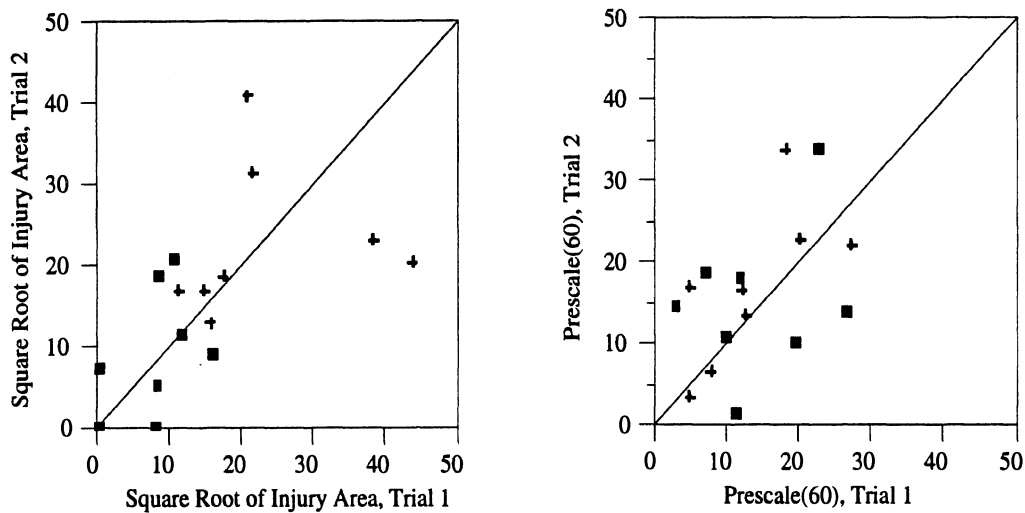 Square Root of Injury Area, Trial 2
50
40
30
20
10
0
0 10 20 30 40 50
Square Root of Injury Area, Trial 1
Prescale(60), Trial 2
50
40
30
20
10
0
0 10 20 30 40 50
Prescale(60), Trial 1